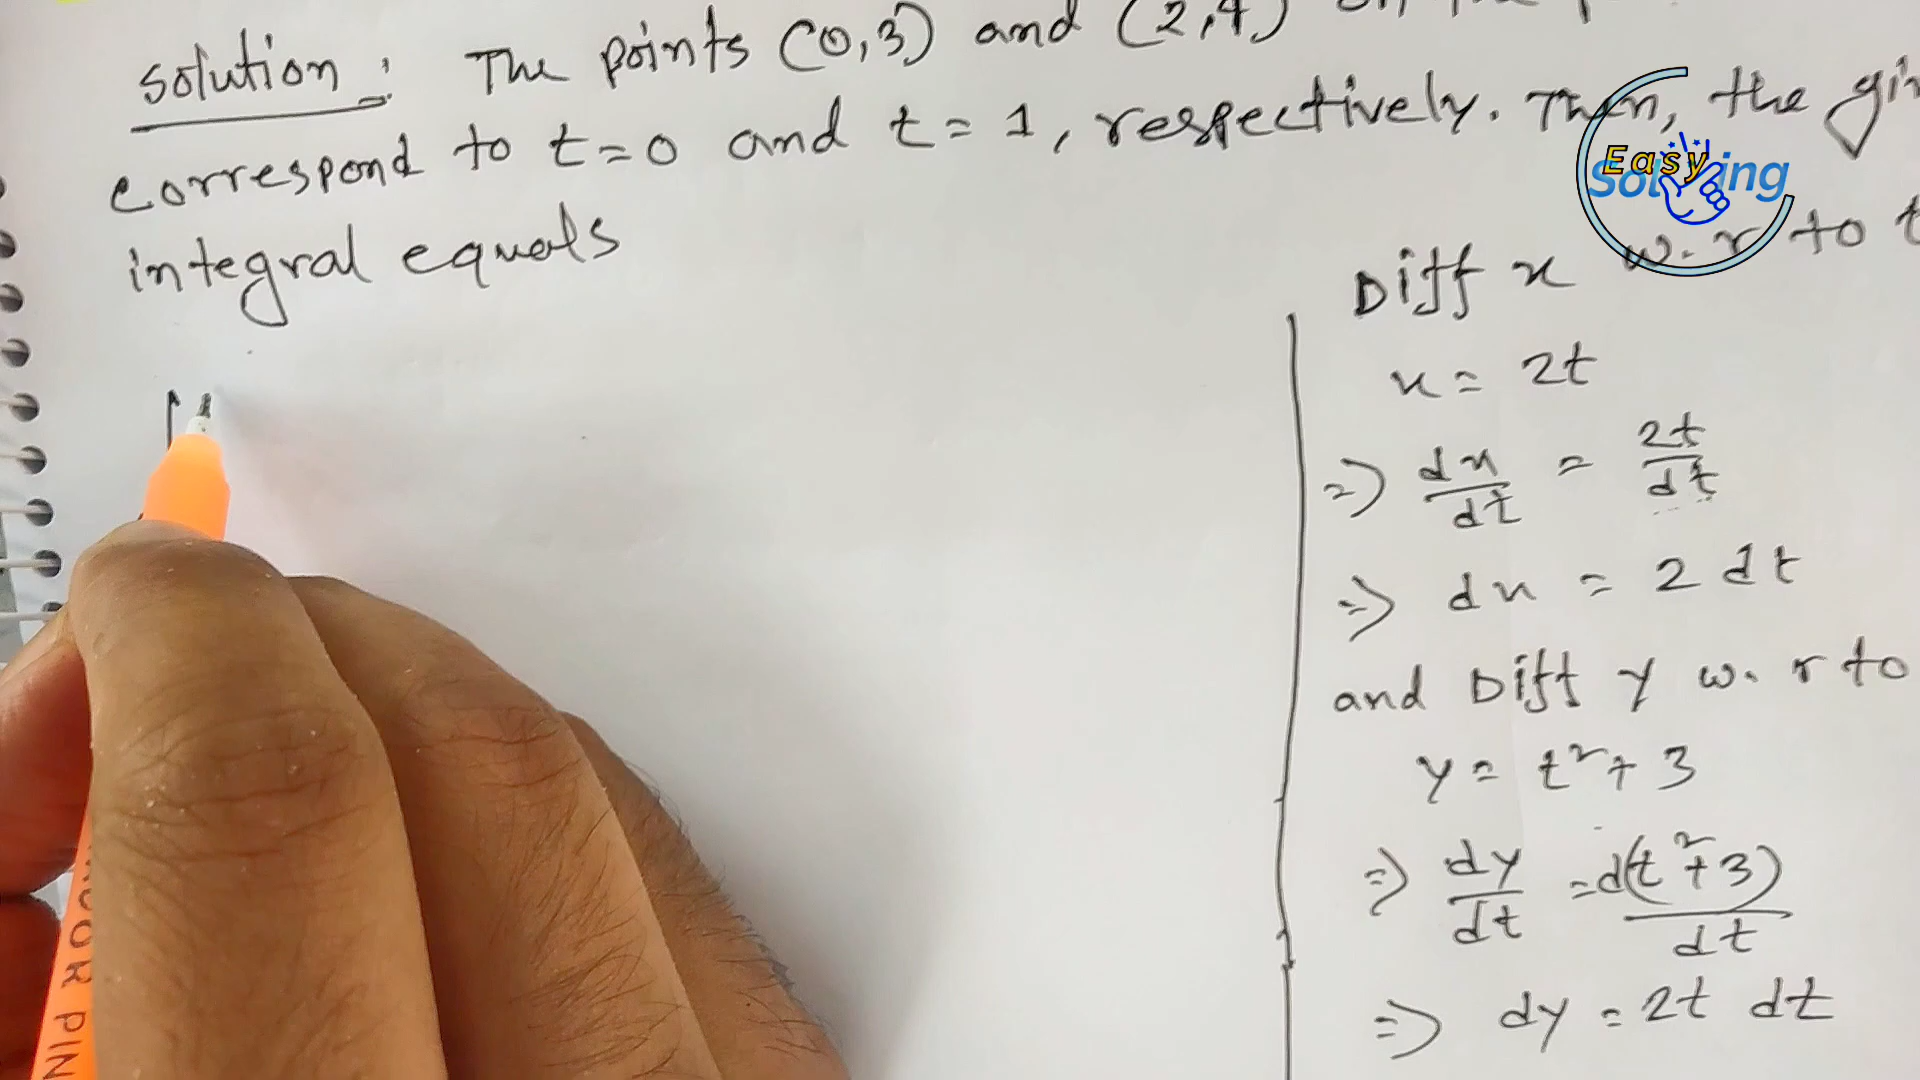 solution: The points (0,3) and (2,4) on the
correspond to t=0 and t=1, respectively. Then, the
integral equals
Easy
Solving
Diff x w.r to t
x = 2t
=> dx/dt = 2t/dt
=> dx = 2 dt
and Diff y w.r to
y = t²+3
=> dy/dt = d(t²+3)/dt
=> dy = 2t dt